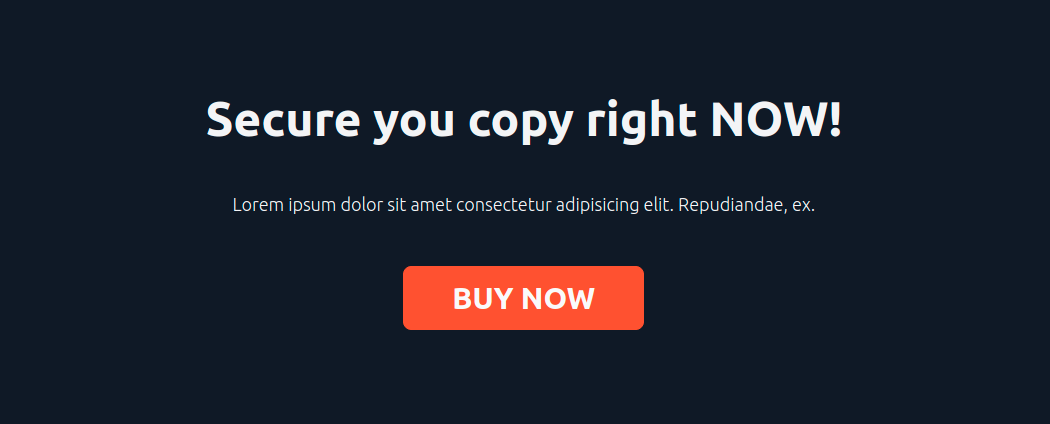 Secure you copy right NOW!
Lorem ipsum dolor sit amet consectetur adipisicing elit. Repudiandae, ex.
BUY NOW